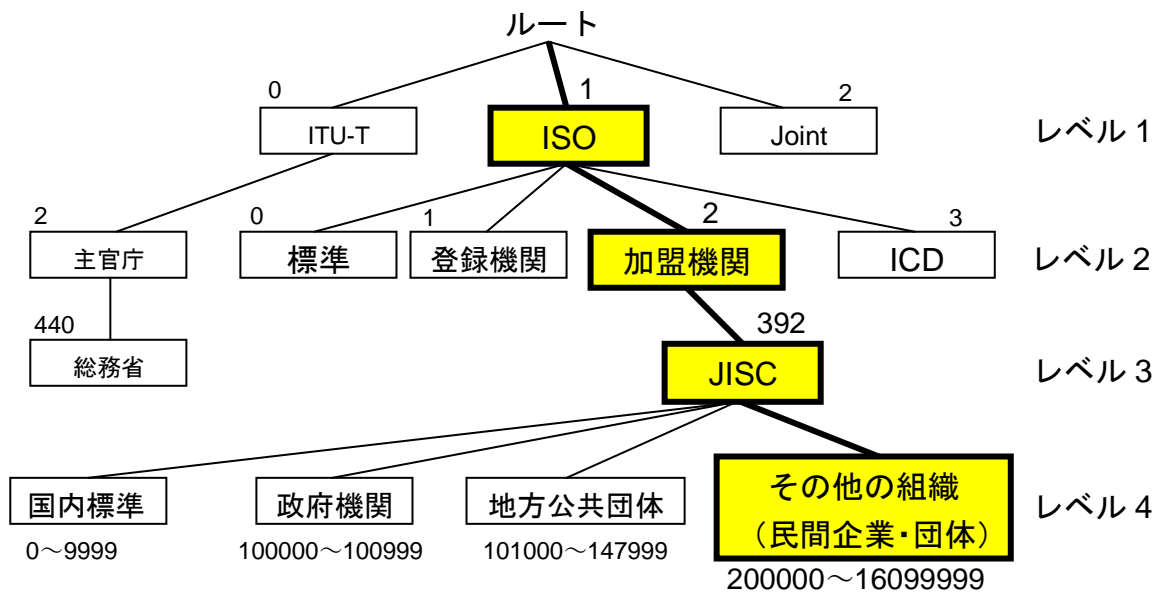 ルート
0
1
2
ITU-T
ISO
Joint
レベル 1
2
0
1
2
3
主官庁
標準
登録機関
加盟機関
ICD
レベル 2
440
392
総務省
JISC
レベル 3
国内標準
政府機関
地方公共団体
その他の組織
（民間企業・団体）
レベル 4
0～9999
100000～100999
101000～147999
200000～16099999